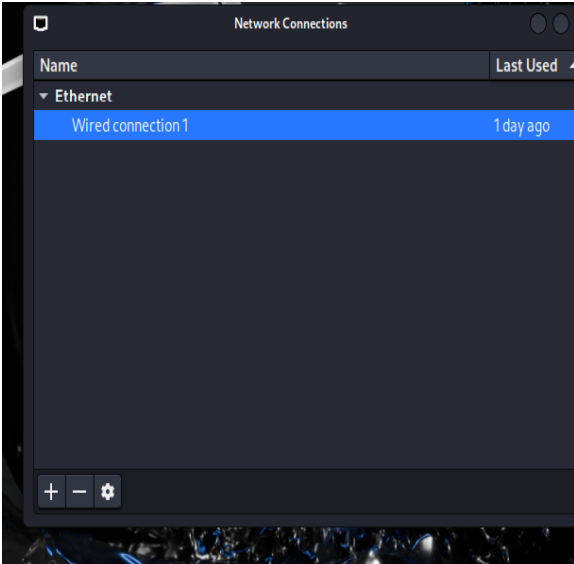 Network Connections
Name Last Used
Ethernet
Wired connection 1 1 day ago